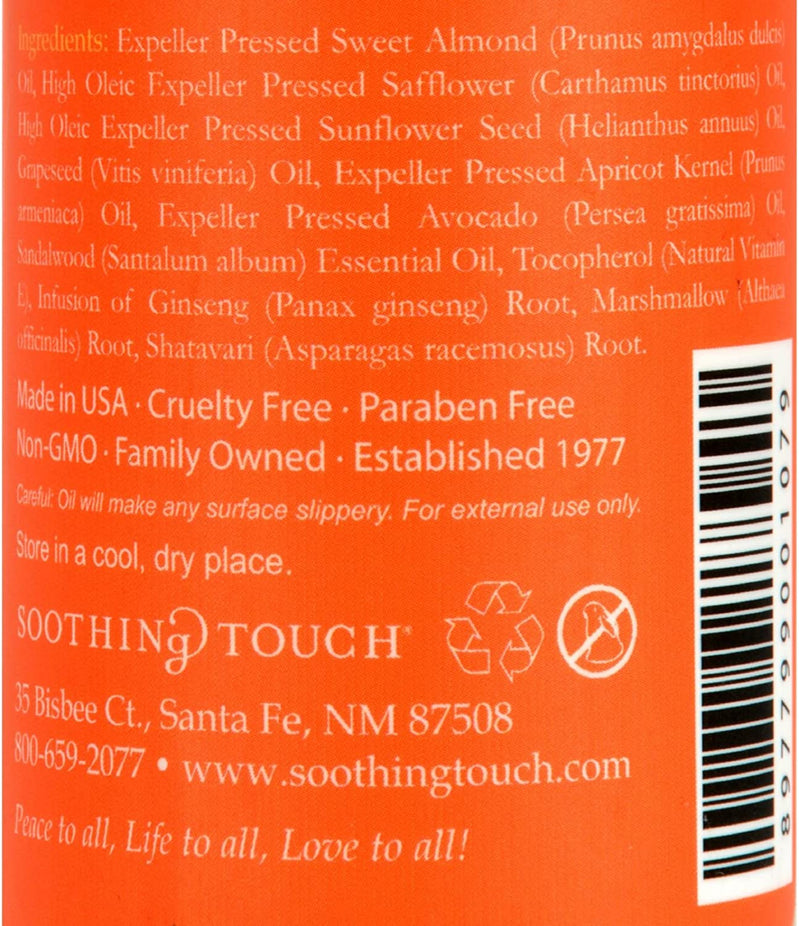 Ingredients: Expeller Pressed Sweet Almond (Prunus amygdalus dulcis)
Oil, High Oleic Expeller Pressed Safflower (Carthamus tinctorius) Oil,
High Oleic Expeller Pressed Sunflower Seed (Helianthus annuus) Oil,
Grapeseed (Vitis viniferia) Oil, Expeller Pressed Apricot Kernel (Prunus
armeniaca) Oil, Expeller Pressed Avocado (Persea gratissima) Oil,
Sandalwood (Santalum album) Essential Oil, Tocopherol (Natural Vitamin
E), Infusion of Ginseng (Panax ginseng) Root, Marshmallow (Althaea
officinalis) Root, Shatavari (Asparagas racemosus) Root.
Made in USA · Cruelty Free · Paraben Free
Non-GMO · Family Owned · Established 1977
Careful: Oil will make any surface slippery. For external use only.
Store in a cool, dry place.
SOOTHING TOUCH®
35 Bisbee Ct., Santa Fe, NM 87508
800-659-2077 • www.soothingtouch.com
Peace to all, Life to all, Love to all!
897799001079